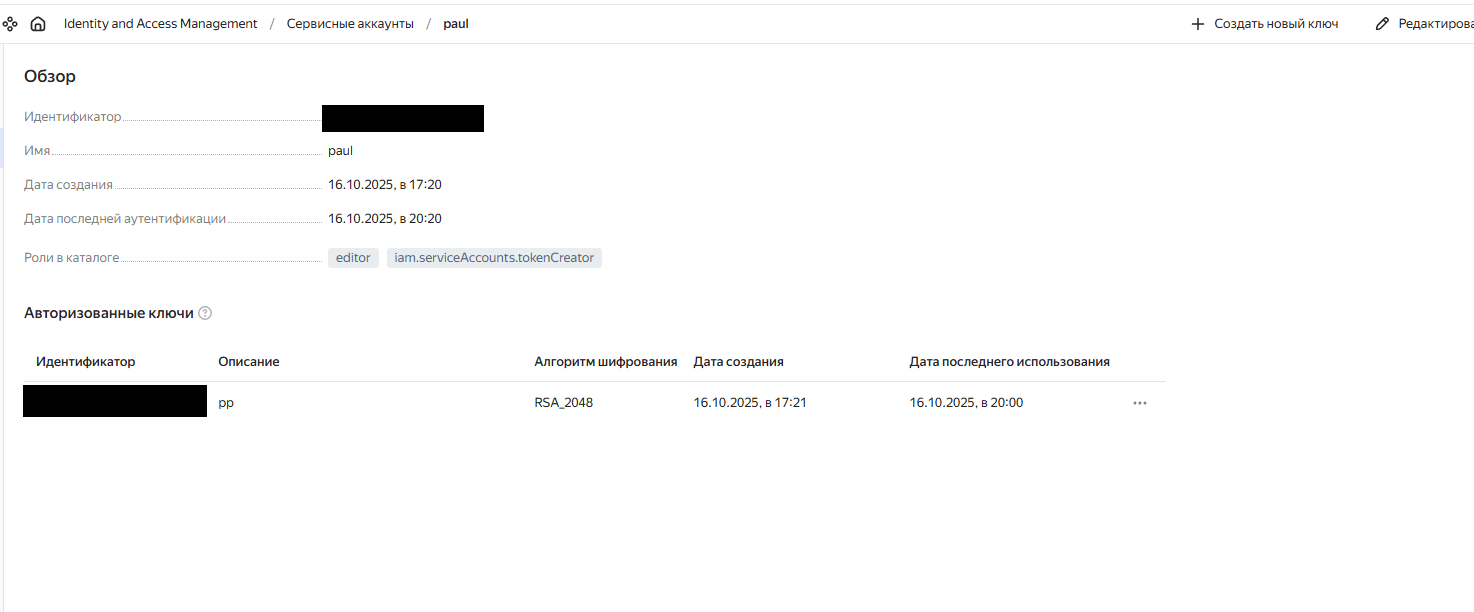 Identity and Access Management / Сервисные аккаунты / paul
Создать новый ключ
Редактирова
Обзор
Идентификатор
Имя paul
Дата создания 16.10.2025, в 17:20
Дата последней аутентификации 16.10.2025, в 20:20
Роли в каталоге editor iam.serviceAccounts.tokenCreator
Авторизованные ключи ?
Идентификатор Описание Алгоритм шифрования Дата создания Дата последнего использования
pp RSA_2048 16.10.2025, в 17:21 16.10.2025, в 20:00